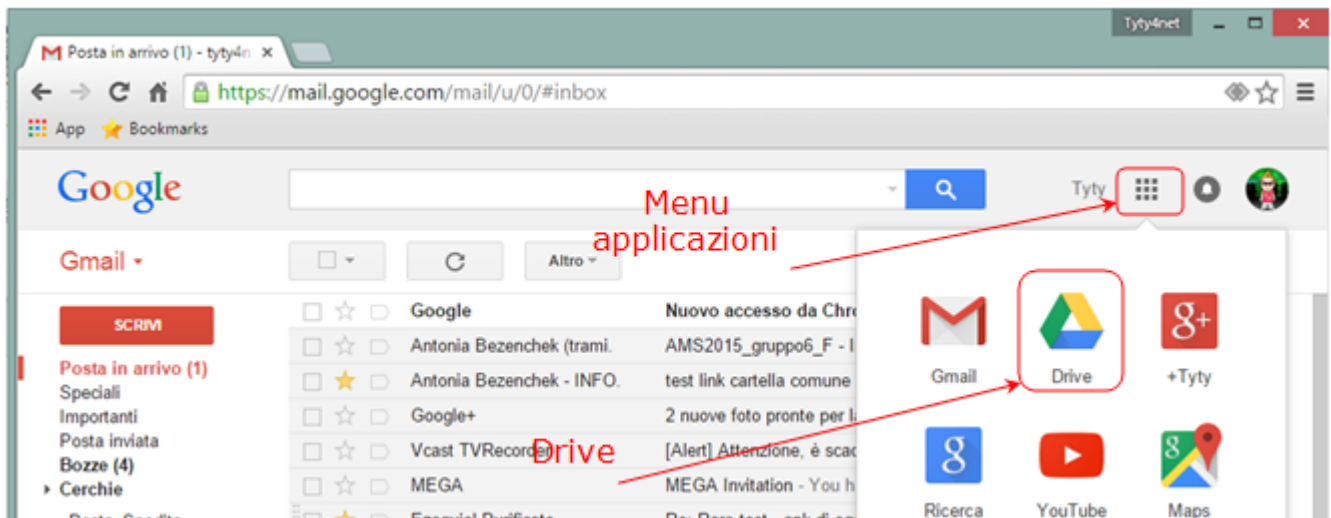 Tyty4net
Posta in arrivo (1) - tyty4n
https://mail.google.com/mail/u/0/#inbox
App Bookmarks
Google
Tyty
Menu
applicazioni
Gmail
Altro
SCRIVI
Google Nuovo accesso da Chr
Antonia Bezenchek (trami. AMS2015_gruppo6_F -
Posta in arrivo (1)
Antonia Bezenchek - INFO. test link cartella comune
Speciali
Importanti
Google+ 2 nuove foto pronte per
Posta inviata
Vcast TVRecorder [Alert] Attenzione, è scad
Drive
Bozze (4)
Cerchie
MEGA MEGA Invitation - You h
Gmail Drive +Tyty
Ricerca YouTube Maps